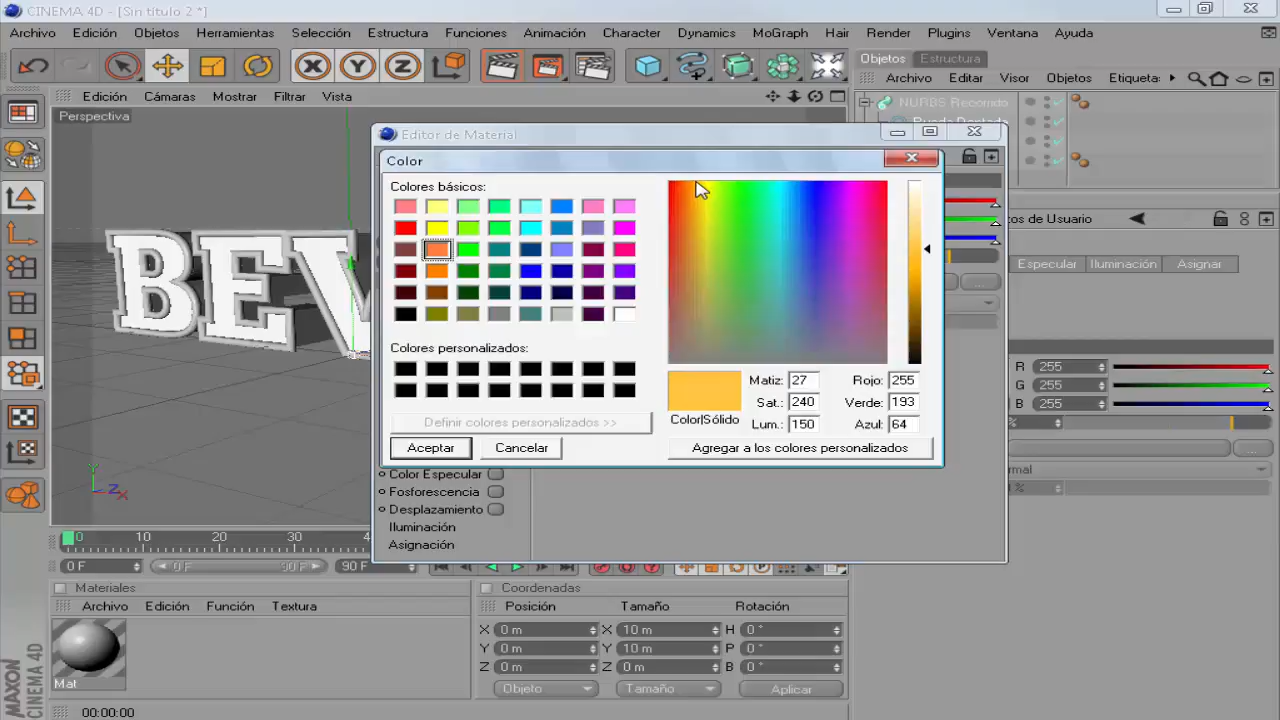 CINEMA 4D - [Sin título 2 *]
Archivo Edición Objetos Herramientas Selección Estructura Funciones Animación Character Dynamics MoGraph Hair Render Plugins Ventana Ayuda
Objetos Estructura
Archivo Editar Visor Objetos Etiqueta
Edición Cámaras Mostrar Filtrar Vista
NURBS Recorrido
Perspectiva
Editor de Material
Color
Colores básicos:
os de Usuario
BEV
Especular Iluminación Asignar
Colores personalizados:
R 255
G 255
B 255
Matiz: 27 Rojo: 255
Sat.: 240 Verde: 193
Color|Sólido
Lum.: 150 Azul: 64
Definir colores personalizados >>
Aceptar Cancelar Agregar a los colores personalizados
Color Especular
Fosforescencia
Desplazamiento
Iluminación
Asignación
Y
Z X
0 10 20 30
0 F 0 F 90 F 90 F
Materiales
Archivo Edición Función Textura
Mat
Coordenadas
Posición Tamaño Rotación
X 0 m X 10 m H 0 °
Y 0 m Y 10 m P 0 °
Z 0 m Z 0 m B 0 °
Objeto Tamaño Aplicar
00:00:00
MAXON
CINEMA 4D